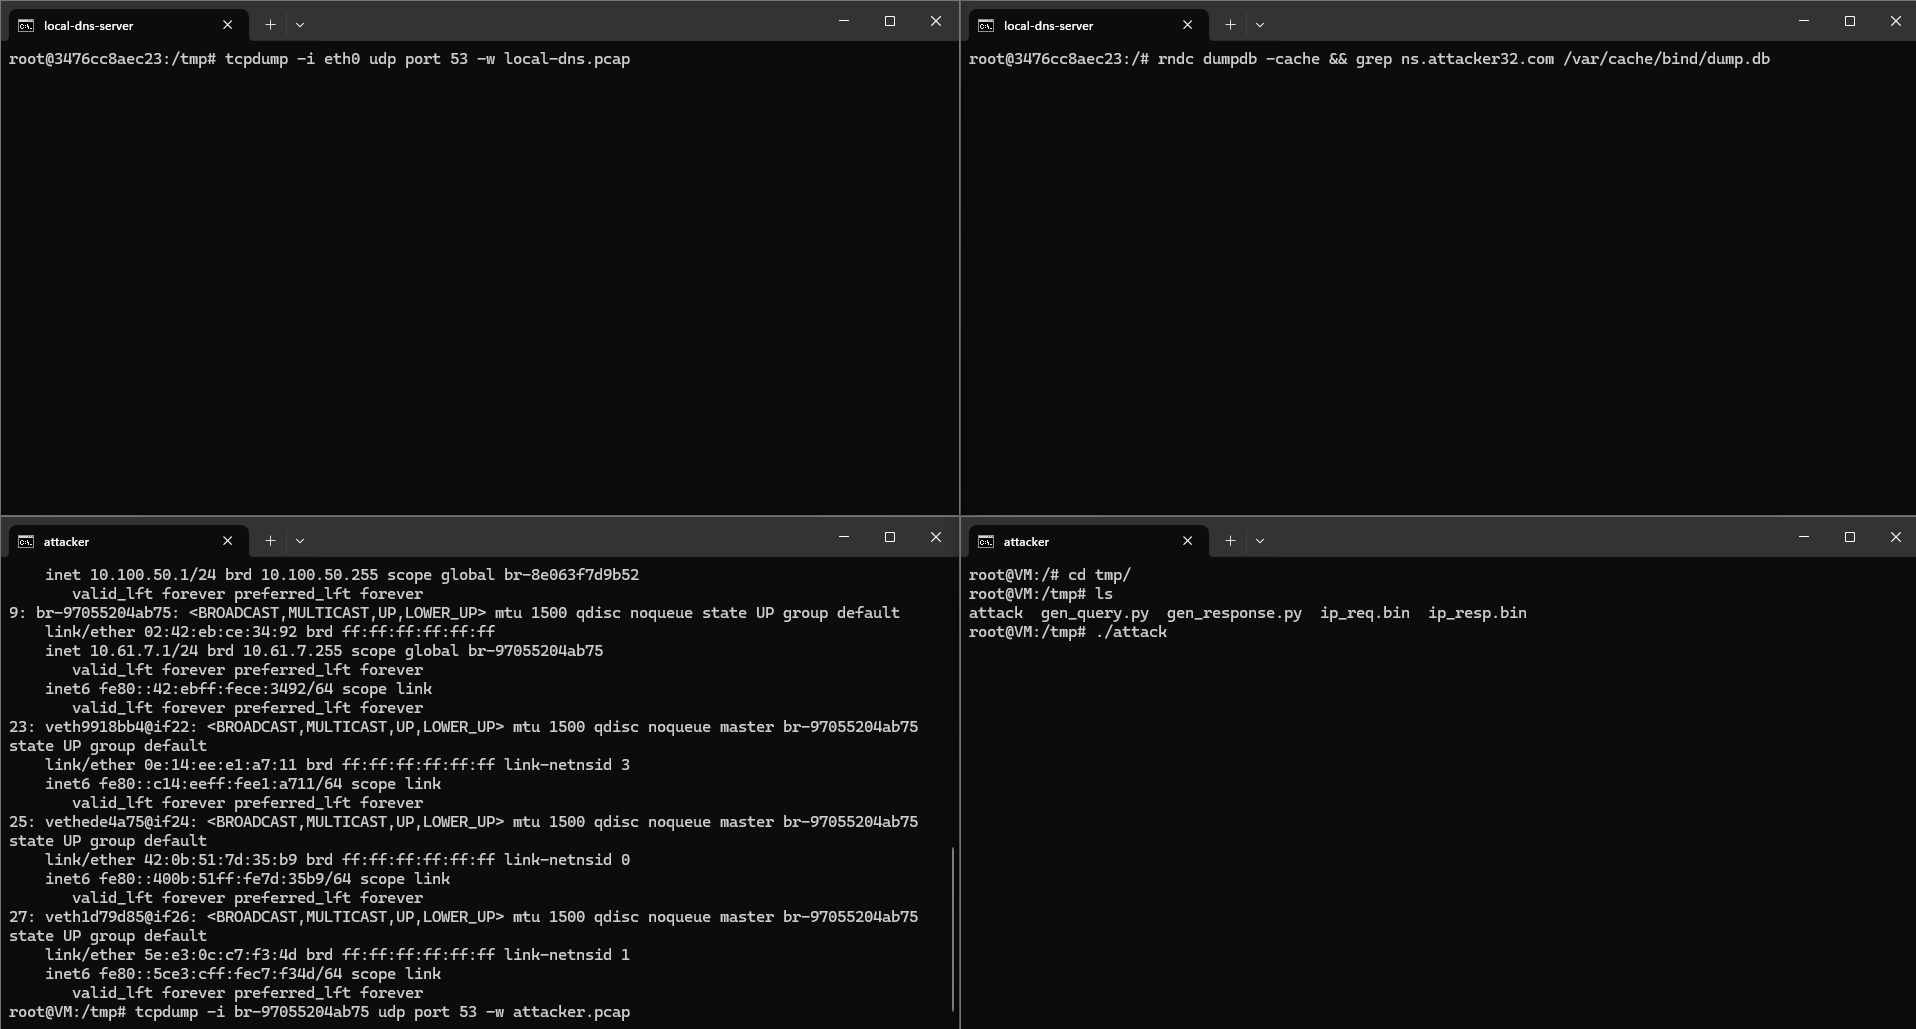 local-dns-server
root@3476cc8aec23:/tmp# tcpdump -i eth0 udp port 53 -w local-dns.pcap
local-dns-server
root@3476cc8aec23:/# rndc dumpdb -cache && grep ns.attacker32.com /var/cache/bind/dump.db
attacker
    inet 10.100.50.1/24 brd 10.100.50.255 scope global br-8e063f7d9b52
       valid_lft forever preferred_lft forever
9: br-97055204ab75: <BROADCAST,MULTICAST,UP,LOWER_UP> mtu 1500 qdisc noqueue state UP group default
    link/ether 02:42:eb:ce:34:92 brd ff:ff:ff:ff:ff:ff
    inet 10.61.7.1/24 brd 10.61.7.255 scope global br-97055204ab75
       valid_lft forever preferred_lft forever
    inet6 fe80::42:ebff:fece:3492/64 scope link
       valid_lft forever preferred_lft forever
23: veth9918bb4@if22: <BROADCAST,MULTICAST,UP,LOWER_UP> mtu 1500 qdisc noqueue master br-97055204ab75
state UP group default
    link/ether 0e:14:ee:e1:a7:11 brd ff:ff:ff:ff:ff:ff link-netnsid 3
    inet6 fe80::c14:eeff:fee1:a711/64 scope link
       valid_lft forever preferred_lft forever
25: vethede4a75@if24: <BROADCAST,MULTICAST,UP,LOWER_UP> mtu 1500 qdisc noqueue master br-97055204ab75
state UP group default
    link/ether 42:0b:51:7d:35:b9 brd ff:ff:ff:ff:ff:ff link-netnsid 0
    inet6 fe80::400b:51ff:fe7d:35b9/64 scope link
       valid_lft forever preferred_lft forever
27: veth1d79d85@if26: <BROADCAST,MULTICAST,UP,LOWER_UP> mtu 1500 qdisc noqueue master br-97055204ab75
state UP group default
    link/ether 5e:e3:0c:c7:f3:4d brd ff:ff:ff:ff:ff:ff link-netnsid 1
    inet6 fe80::5ce3:cff:fec7:f34d/64 scope link
       valid_lft forever preferred_lft forever
root@VM:/tmp# tcpdump -i br-97055204ab75 udp port 53 -w attacker.pcap
attacker
root@VM:/# cd tmp/
root@VM:/tmp# ls
attack  gen_query.py  gen_response.py  ip_req.bin  ip_resp.bin
root@VM:/tmp# ./attack